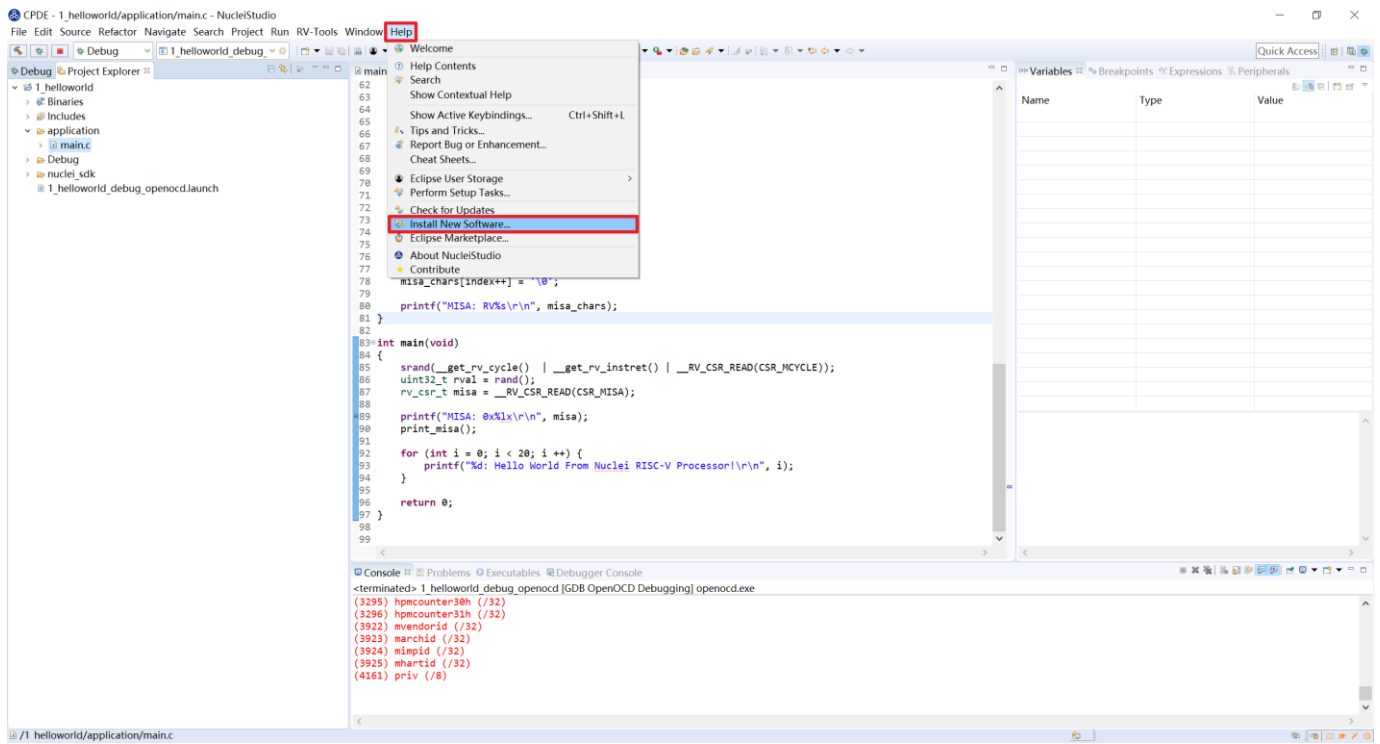 CPDE - 1_helloworld/application/main.c - NucleiStudio
File Edit Source Refactor Navigate Search Project Run RV-Tools Window Help
Debug 1_helloworld_debug_ Quick Access
Debug Project Explorer
1_helloworld
Binaries
Includes
application
main.c
Debug
nuclei_sdk
1_helloworld_debug_openocd.launch
Welcome
Help Contents
Search
Show Contextual Help
Show Active Keybindings... Ctrl+Shift+L
Tips and Tricks...
Report Bug or Enhancement...
Cheat Sheets...
Eclipse User Storage
Perform Setup Tasks...
Check for Updates
Install New Software...
Eclipse Marketplace...
About NucleiStudio
Contribute
main
62
63
64
65
66
67
68
69
70
71
72
73
74
75
76
77
78 misa_chars[index++] = '\0';
79
80 printf("MISA: RV%s\r\n", misa_chars);
81 }
82
83 int main(void)
84 {
85 srand(__get_rv_cycle() | __get_rv_instret() | __RV_CSR_READ(CSR_MCYCLE));
86 uint32_t rval = rand();
87 rv_csr_t misa = __RV_CSR_READ(CSR_MISA);
88
89 printf("MISA: 0x%lx\r\n", misa);
90 print_misa();
91
92 for (int i = 0; i < 20; i ++) {
93 printf("%d: Hello World From Nuclei RISC-V Processor!\r\n", i);
94 }
95
96 return 0;
97 }
98
99
Variables Breakpoints Expressions Peripherals
Name Type Value
Console Problems Executables Debugger Console
<terminated> 1_helloworld_debug_openocd [GDB OpenOCD Debugging] openocd.exe
(3295) hpmcounter30h (/32)
(3296) hpmcounter31h (/32)
(3922) mvendorid (/32)
(3923) marchid (/32)
(3924) mimpid (/32)
(3925) mhartid (/32)
(4161) priv (/8)
/1_helloworld/application/main.c